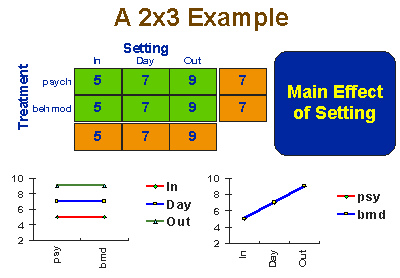 A 2x3 Example
Setting
In Day Out
Treatment
psych 5 7 9 7
behmod 5 7 9 7
5 7 9
Main Effect
of Setting
10
8
6
4
2
psy bmd
In
Day
Out
10
8
6
4
2
In Day Out
psy
bmd